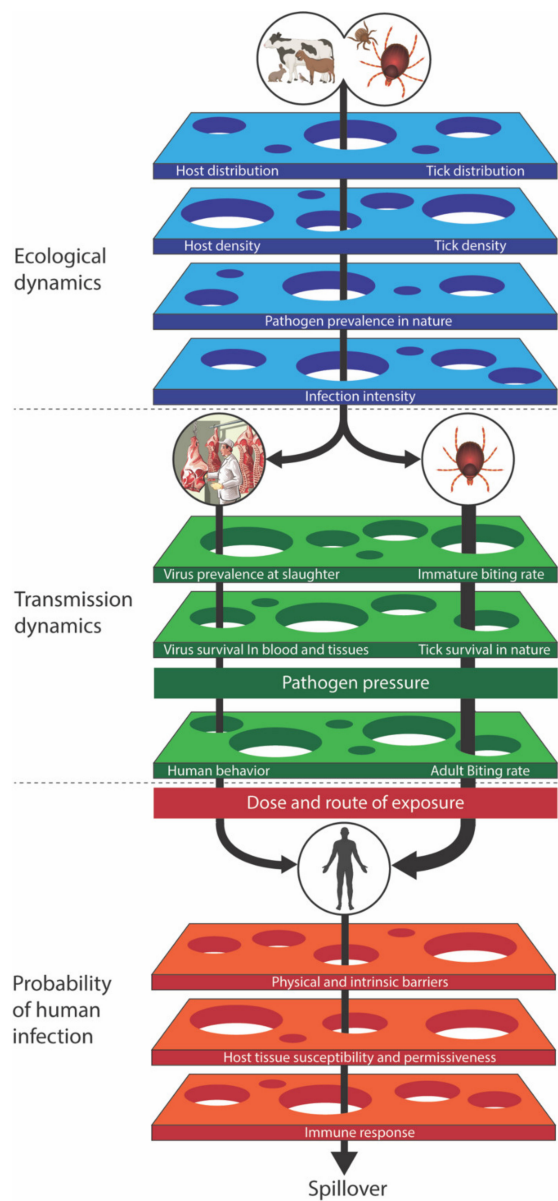 Host distribution Tick distribution
Host density Tick density
Ecological
dynamics
Pathogen prevalence in nature
Infection intensity
Virus prevalence at slaughter Immature biting rate
Transmission
dynamics
Virus survival In blood and tissues Tick survival in nature
Pathogen pressure
Human behavior Adult Biting rate
Dose and route of exposure
Physical and intrinsic barriers
Probability
of human
infection
Host tissue susceptibility and permissiveness
Immune response
Spillover